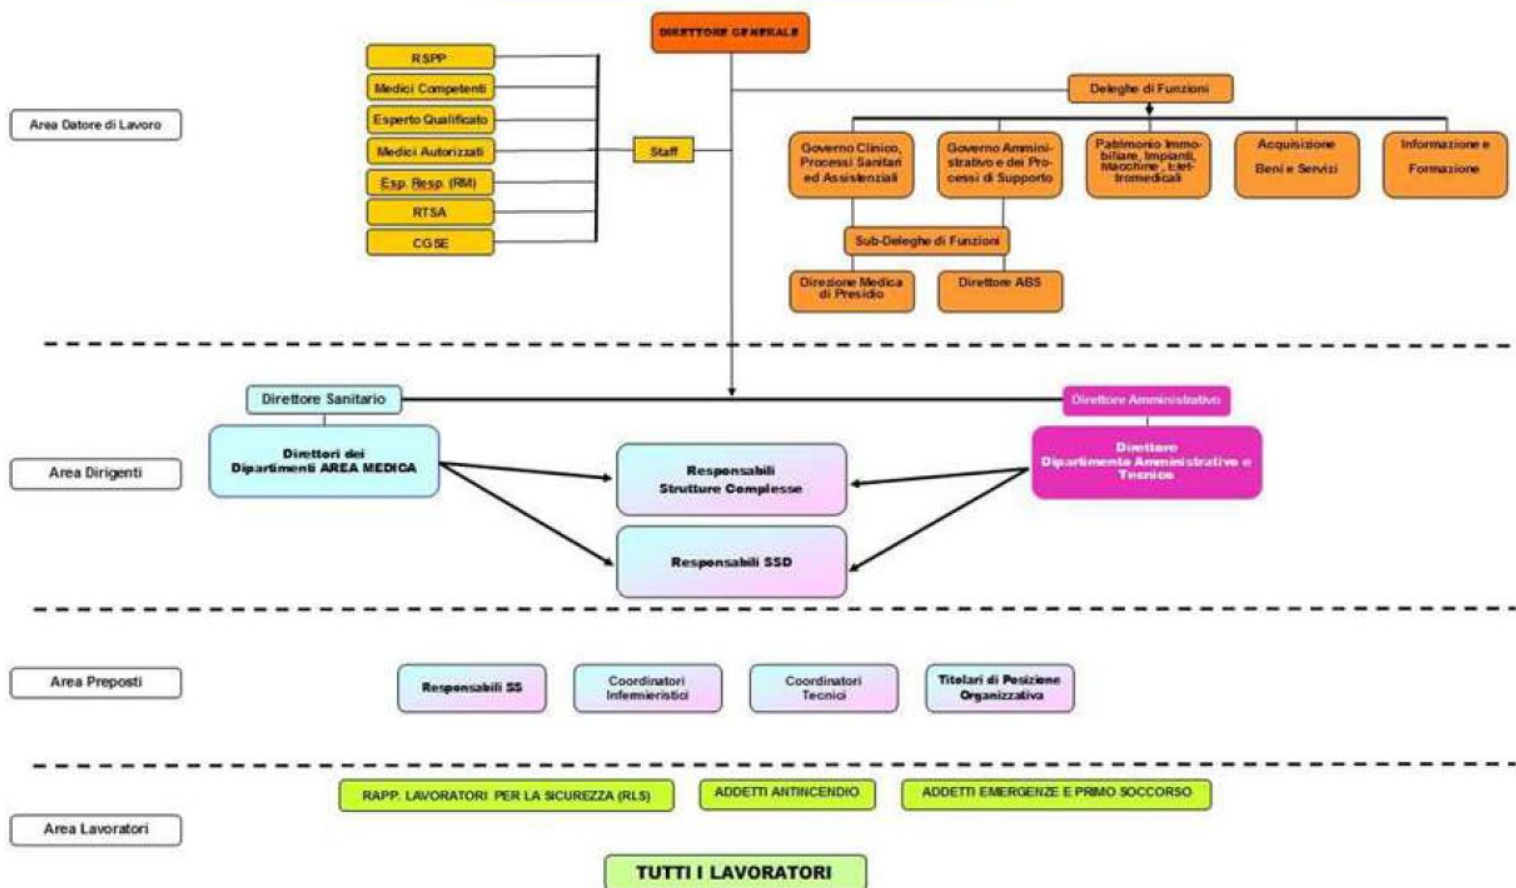 DIRETTORE GENERALE
RSPP
Medici Competenti
Esperto Qualificato
Medici Autorizzati
Esp. Resp. (RM)
RTSA
CGSE
Staff
Deleghe di Funzioni
Area Datore di Lavoro
Governo Clinico,
Processi Sanitari
ed Assistenziali
Governo Ammini-
strativo e dei Pro-
cessi di Supporto
Patrimonio Immo-
biliare, Impianti,
Macchine , Elet-
tromedicali
Acquisizione
Beni e Servizi
Informazione e
Formazione
Sub-Deleghe di Funzioni
Direzione Medica
di Presidio
Direttore ABS
Direttore Sanitario
Direttore Amministrativo
Area Dirigenti
Direttori dei
Dipartimenti AREA MEDICA
Responsabili
Strutture Complesse
Direttore
Dipartimento Amministrativo e
Tecnico
Responsabili SSD
Area Preposti
Responsabili SS
Coordinatori
Infermieristici
Coordinatori
Tecnici
Titolari di Posizione
Organizzativa
RAPP. LAVORATORI PER LA SICUREZZA (RLS)
ADDETTI ANTINCENDIO
ADDETTI EMERGENZE E PRIMO SOCCORSO
Area Lavoratori
TUTTI I LAVORATORI